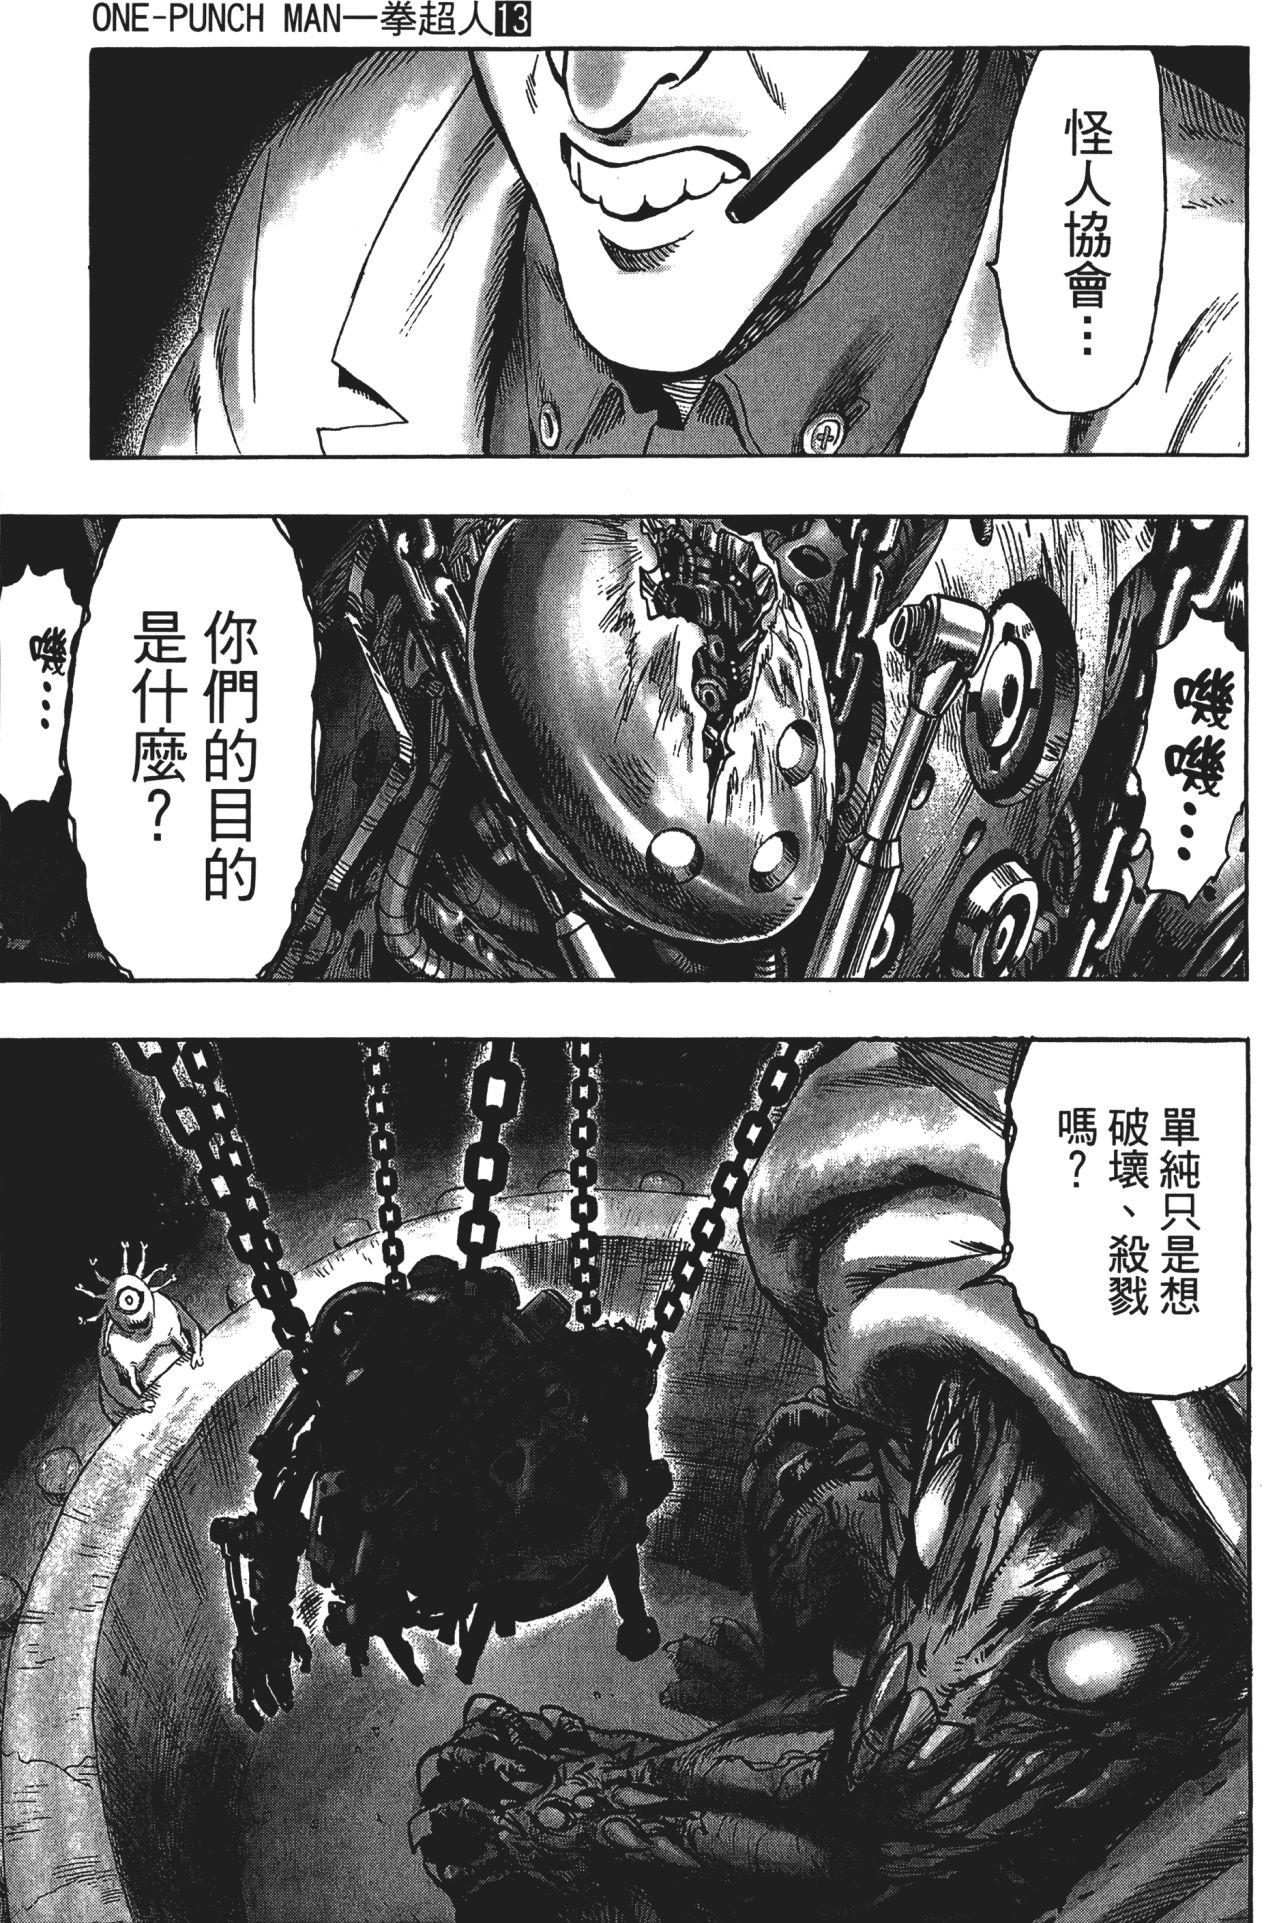 ONE-PUNCH MAN一拳超人13
怪人協會…
嘰嘰…
你們的目的
是什麼？
嘰…
單純只是想
破壞、殺戮
嗎？